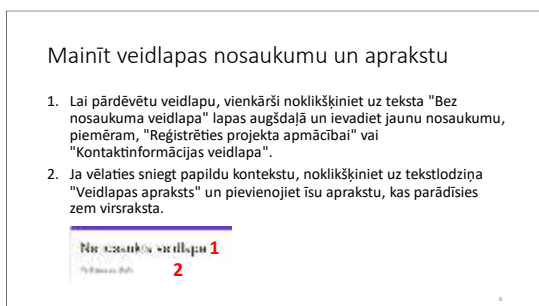 Mainīt veidlapas nosaukumu un aprakstu
1. Lai pārdēvētu veidlapu, vienkārši noklikšķiniet uz teksta "Bez
nosaukuma veidlapa" lapas augšdaļā un ievadiet jaunu nosaukumu,
piemēram, "Reģistrēties projekta apmācībai" vai
"Kontaktinformācijas veidlapa".
2. Ja vēlaties sniegt papildu kontekstu, noklikšķiniet uz tekstlodziņa
"Veidlapas apraksts" un pievienojiet īsu aprakstu, kas parādīsies
zem virsraksta.
veidlapa 1
2
6